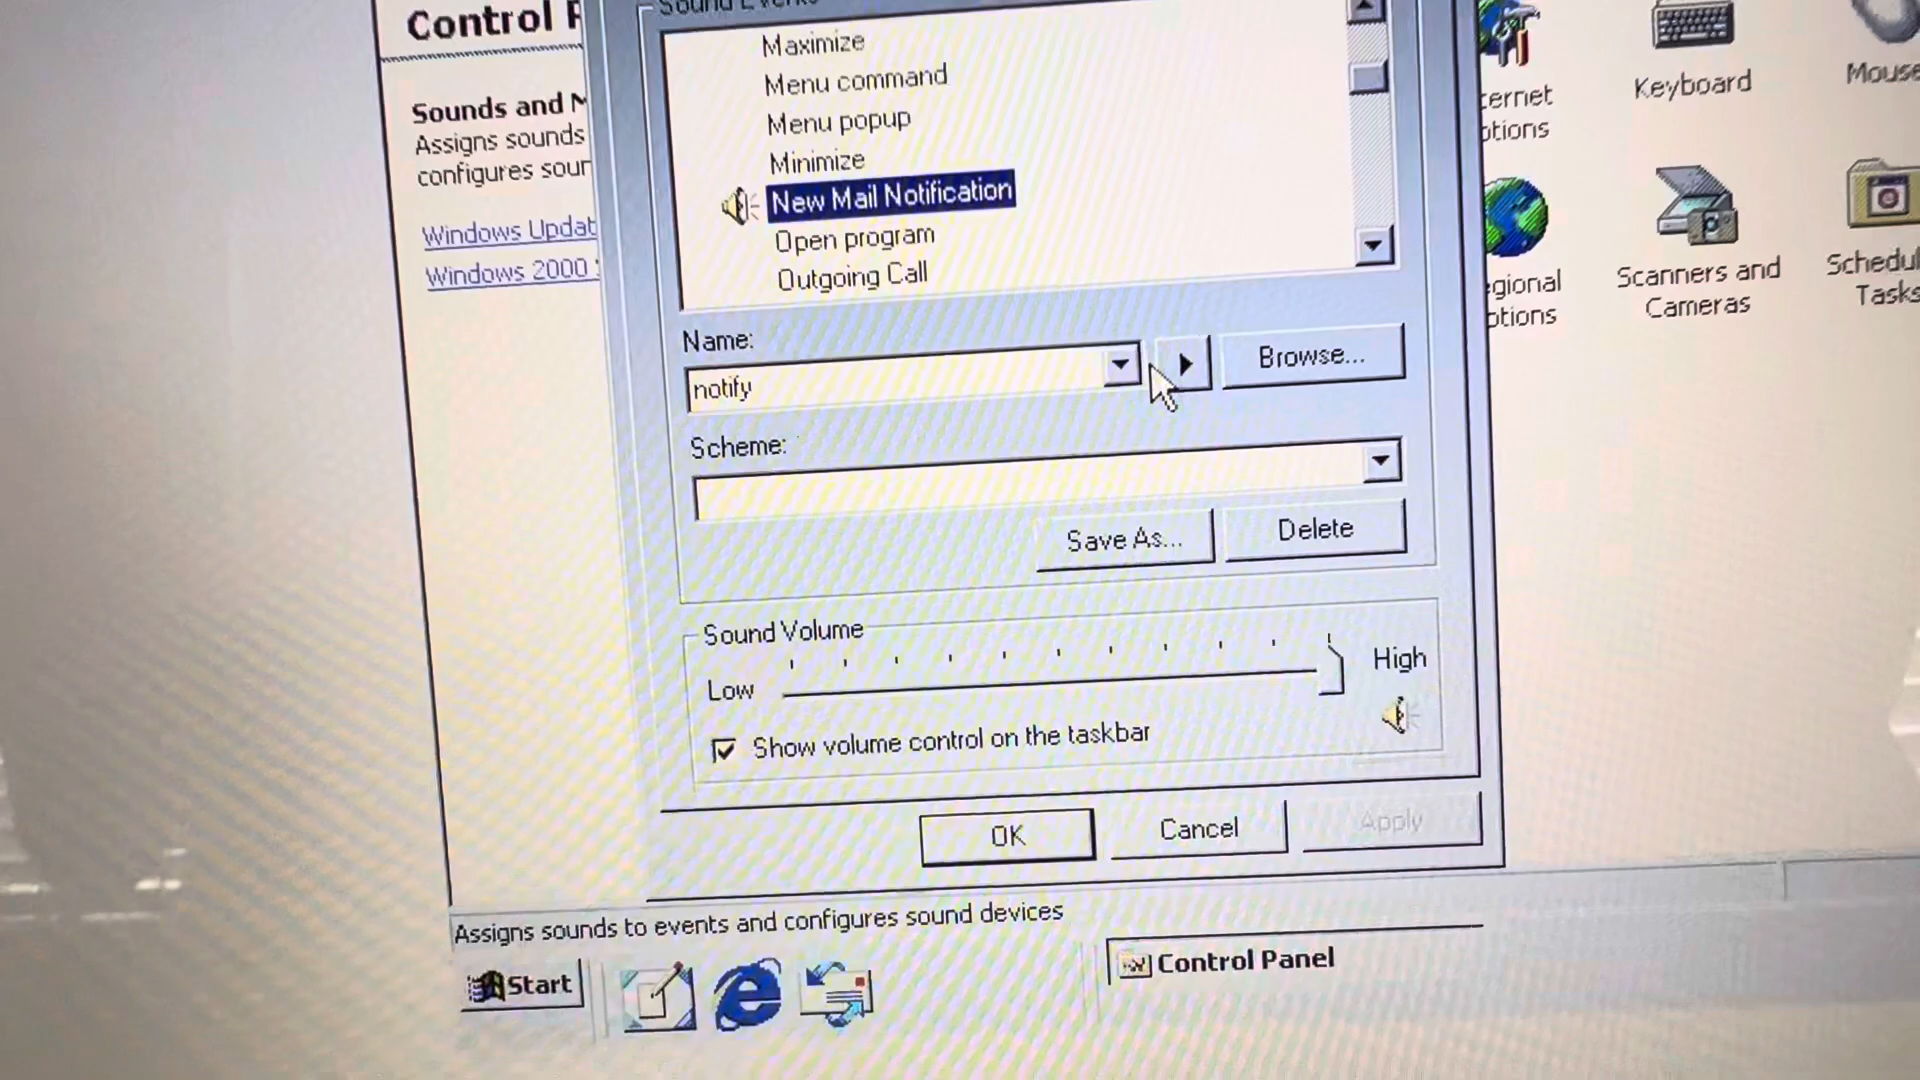 Control P
Sounds and M
Assigns sounds
configures soun
Windows Updat
Windows 2000
Sound Events
Maximize
Menu command
Menu popup
Minimize
New Mail Notification
Open program
Outgoing Call
Name:
notify
Browse...
Scheme:
Save As...
Delete
Sound Volume
Low
High
Show volume control on the taskbar
OK
Cancel
Apply
ternet
ptions
Keyboard
Mouse
gional
ptions
Scanners and
Cameras
Schedul
Tasks
Assigns sounds to events and configures sound devices
Start
Control Panel